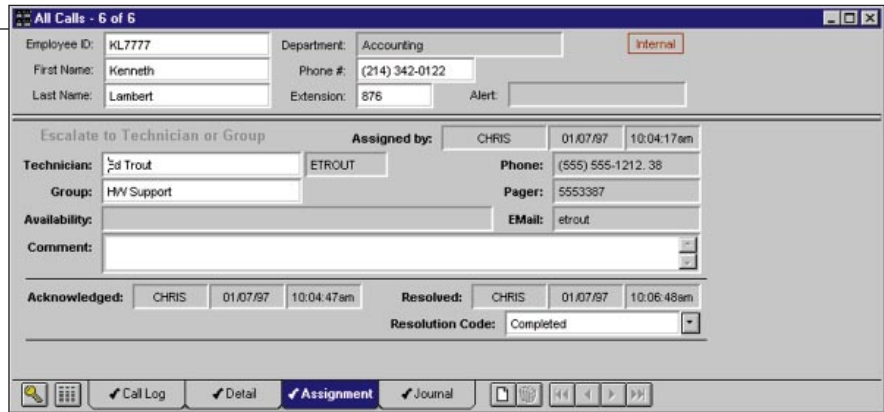 All Calls - 6 of 6
Employee ID: KL7777 Department: Accounting Internal
First Name: Kenneth Phone #: (214) 342-0122
Last Name: Lambert Extension: 876 Alert:
Escalate to Technician or Group Assigned by: CHRIS 01/07/97 10:04:17am
Technician: Ed Trout ETROUT Phone: (555) 555-1212. 38
Group: HW Support Pager: 5553387
Availability: EMail: etrout
Comment:
Acknowledged: CHRIS 01/07/97 10:04:47am Resolved: CHRIS 01/07/97 10:06:48am
Resolution Code: Completed
Call Log Detail Assignment Journal